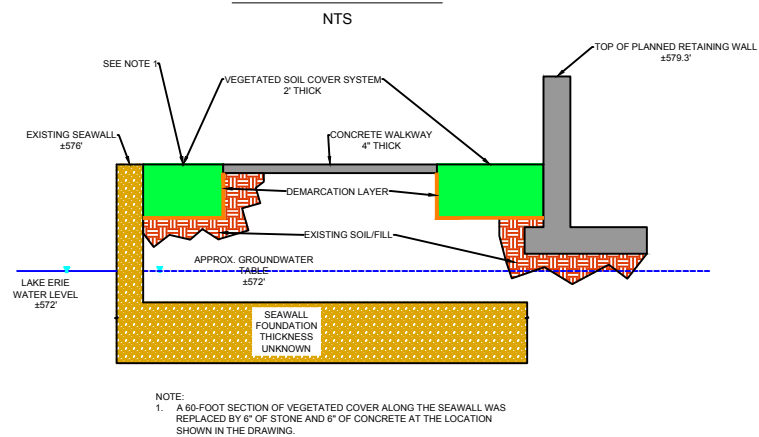 NTS
TOP OF PLANNED RETAINING WALL
±579.3'
SEE NOTE 1
VEGETATED SOIL COVER SYSTEM
2' THICK
EXISTING SEAWALL
±576'
CONCRETE WALKWAY
4" THICK
DEMARCATION LAYER
EXISTING SOIL/FILL
APPROX. GROUNDWATER
TABLE
±572'
LAKE ERIE
WATER LEVEL
±572'
SEAWALL
FOUNDATION
THICKNESS
UNKNOWN
NOTE:
1. A 60-FOOT SECTION OF VEGETATED COVER ALONG THE SEAWALL WAS
REPLACED BY 6" OF STONE AND 6" OF CONCRETE AT THE LOCATION
SHOWN IN THE DRAWING.